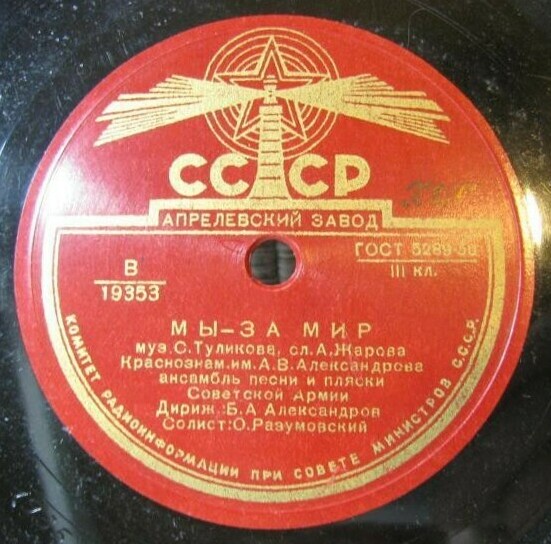 СССР
АПРЕЛЕВСКИЙ ЗАВОД
ГОСТ 5289-50
В
19353
III кл.
МЫ–ЗА МИР
муз.С.Туликова, сл.А.Жарова
Краснознам.им.А.В.Александрова
ансамбль песни и пляски
Советской Армии
Дириж.:Б.А.Александров
Солист:О.Разумовский
КОМИТЕТ РАДИОИНФОРМАЦИИ ПРИ СОВЕТЕ МИНИСТРОВ С.С.С.Р.